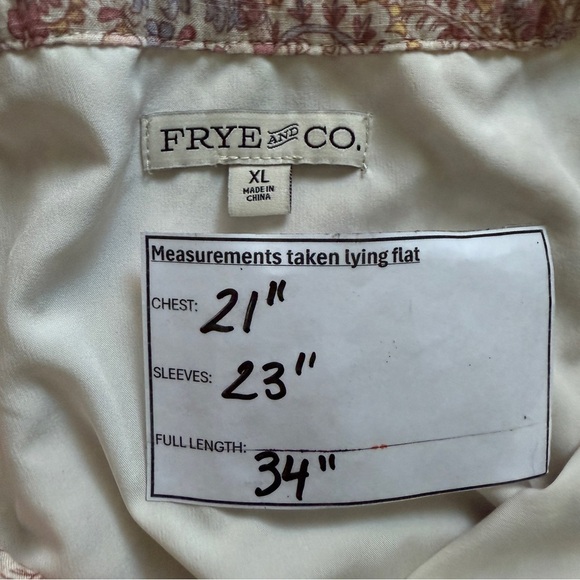 FRYE AND CO.
XL
MADE IN
CHINA
Measurements taken lying flat
CHEST: 21"
SLEEVES: 23"
FULL LENGTH:
34"